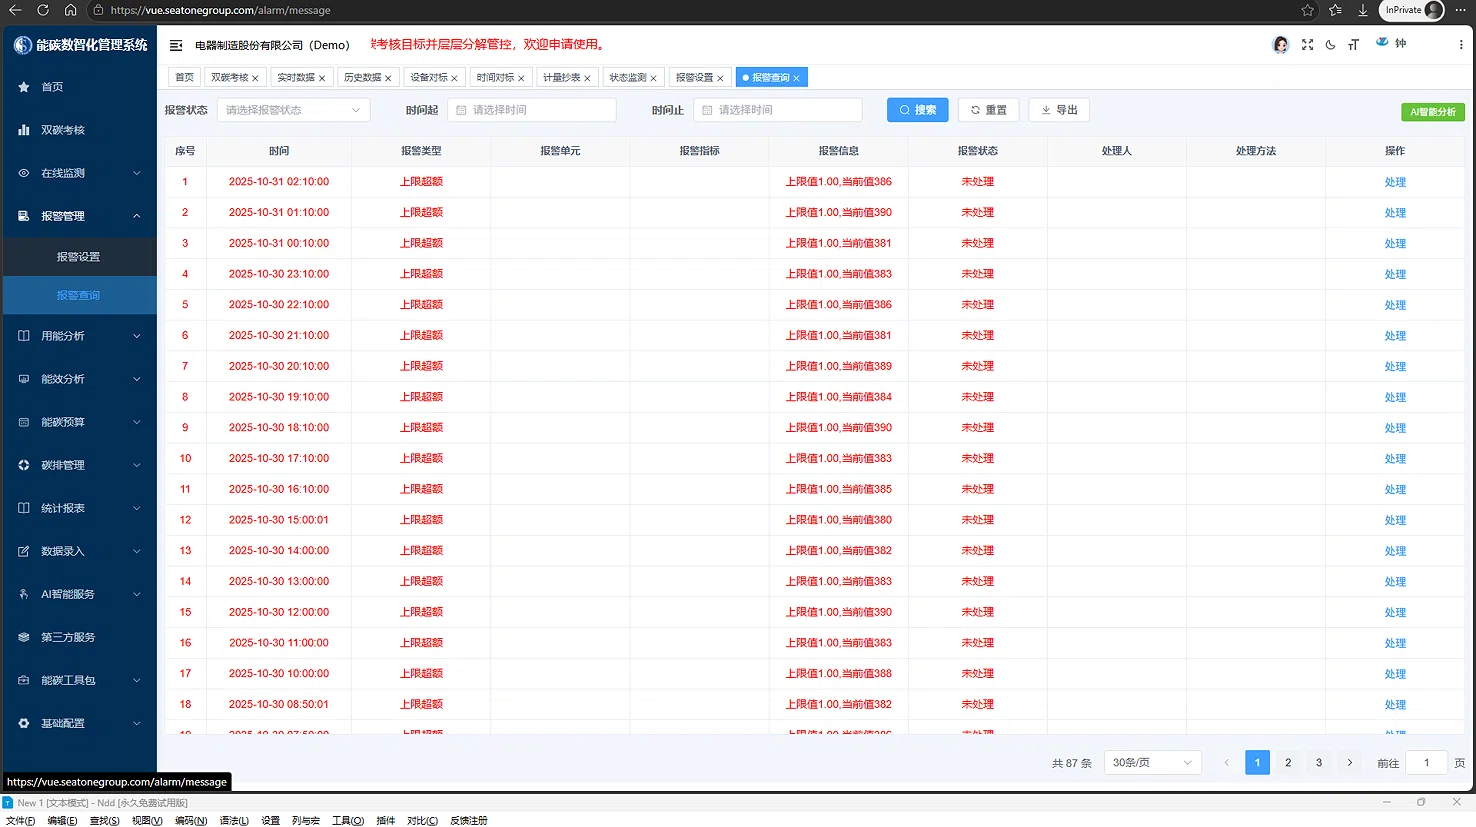 https://vue.seatonegroup.com/alarm/message
InPrivate
能碳数智化管理系统
电器制造股份有限公司（Demo）
考核目标并层层分解管控，欢迎申请使用。
钟
首页
双碳考核
实时数据
历史数据
设备对标
时间对标
计量抄表
状态监测
报警设置
报警查询
首页
双碳考核
在线监测
报警管理
报警设置
报警查询
用能分析
能效分析
能碳预算
碳排管理
统计报表
数据录入
AI智能服务
第三方服务
能碳工具包
基础配置
报警状态 请选择报警状态 时间起 请选择时间 时间止 请选择时间 搜索 重置 导出 AI智能分析
序号 时间 报警类型 报警单元 报警指标 报警信息 报警状态 处理人 处理方法 操作
1 2025-10-31 02:10:00 上限超额 上限值1.00,当前值386 未处理 处理
2 2025-10-31 01:10:00 上限超额 上限值1.00,当前值390 未处理 处理
3 2025-10-31 00:10:00 上限超额 上限值1.00,当前值381 未处理 处理
4 2025-10-30 23:10:00 上限超额 上限值1.00,当前值383 未处理 处理
5 2025-10-30 22:10:00 上限超额 上限值1.00,当前值386 未处理 处理
6 2025-10-30 21:10:00 上限超额 上限值1.00,当前值381 未处理 处理
7 2025-10-30 20:10:00 上限超额 上限值1.00,当前值389 未处理 处理
8 2025-10-30 19:10:00 上限超额 上限值1.00,当前值384 未处理 处理
9 2025-10-30 18:10:00 上限超额 上限值1.00,当前值390 未处理 处理
10 2025-10-30 17:10:00 上限超额 上限值1.00,当前值383 未处理 处理
11 2025-10-30 16:10:00 上限超额 上限值1.00,当前值385 未处理 处理
12 2025-10-30 15:00:01 上限超额 上限值1.00,当前值380 未处理 处理
13 2025-10-30 14:00:00 上限超额 上限值1.00,当前值382 未处理 处理
14 2025-10-30 13:00:00 上限超额 上限值1.00,当前值383 未处理 处理
15 2025-10-30 12:00:00 上限超额 上限值1.00,当前值390 未处理 处理
16 2025-10-30 11:00:00 上限超额 上限值1.00,当前值383 未处理 处理
17 2025-10-30 10:00:00 上限超额 上限值1.00,当前值388 未处理 处理
18 2025-10-30 08:50:01 上限超额 上限值1.00,当前值382 未处理 处理
共 87 条 30条/页 1 2 3 前往 1 页
https://vue.seatonegroup.com/alarm/message
New 1 [文本模式] - Ndd [永久免费试用版]
文件(F) 编辑(E) 查找(S) 视图(V) 编码(N) 语法(L) 设置 列与宏 工具(O) 插件 对比(C) 反馈注册